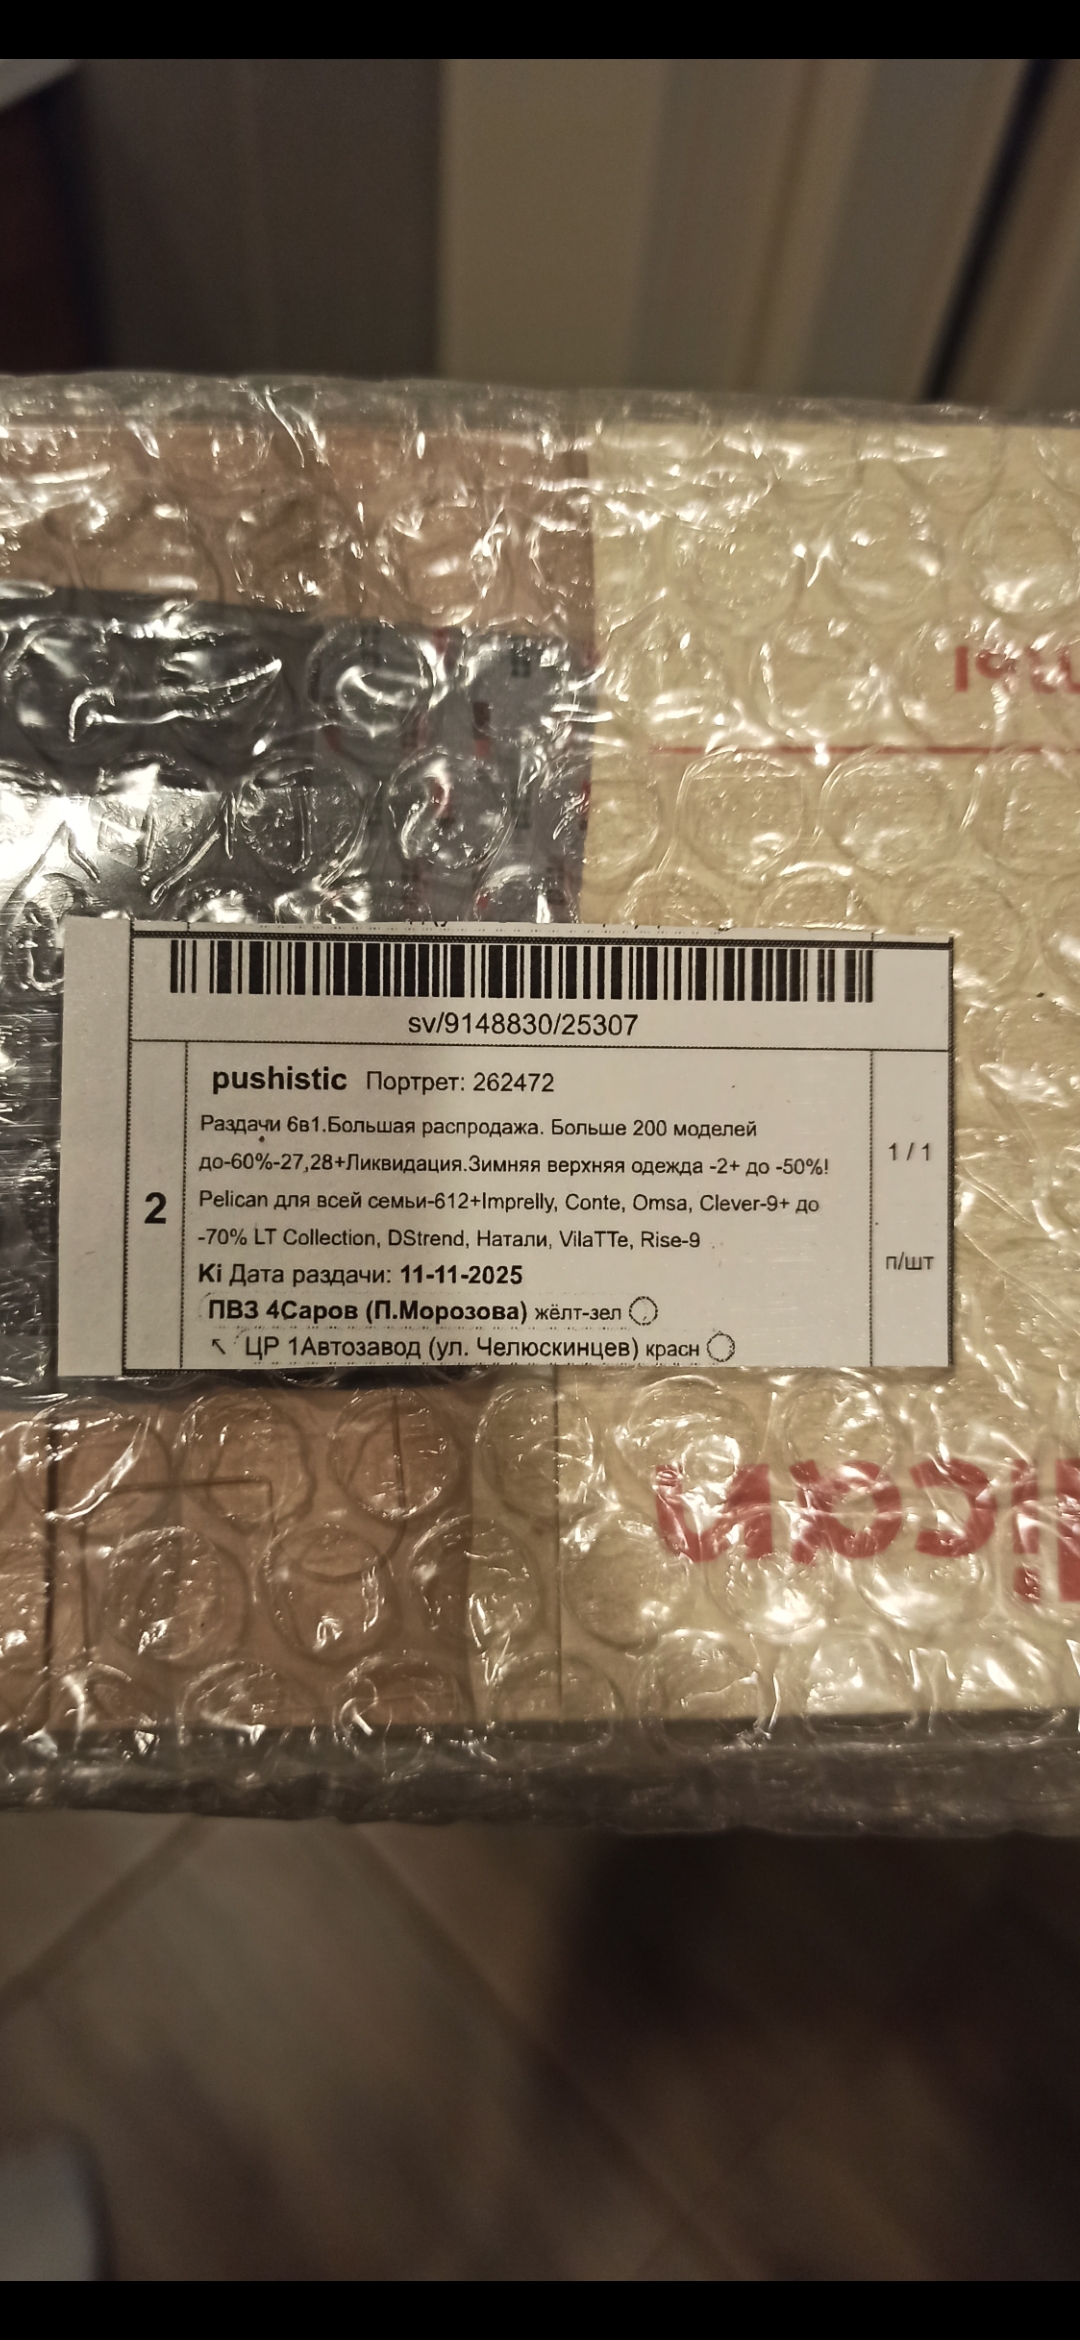 sv/9148830/25307
pushistic Портрет: 262472
Раздачи 6в1.Большая распродажа. Больше 200 моделей
до-60%-27,28+Ликвидация.Зимняя верхняя одежда -2+ до -50%!
Pelican для всей семьи-612+Imprelly, Conte, Omsa, Clever-9+ до
-70% LT Collection, DStrend, Натали, VilaTTe, Rise-9
Ki Дата раздачи: 11-11-2025
ПВЗ 4Саров (П.Морозова) жёлт-зел
↖ ЦР 1Автозавод (ул. Челюскинцев) красн
2
1 / 1
п/шт